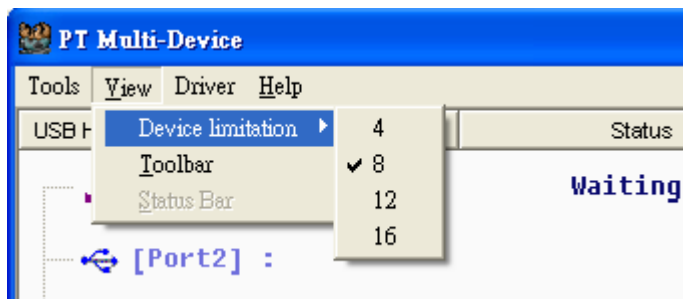 PT Multi-Device
Tools View Driver Help
USB H
Status
Device limitation
4
Toolbar
8
Status Bar
12
16
Waiting
[Port2] :